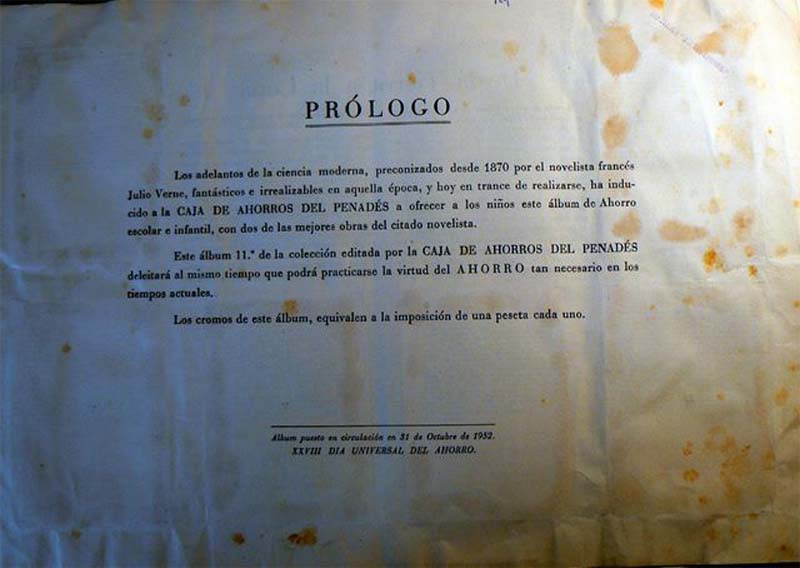 PRÓLOGO
Los adelantos de la ciencia moderna, preconizados desde 1870 por el novelista francés
Julio Verne, fantásticos e irrealizables en aquella época, y hoy en trance de realizarse, ha indu-
cido a la CAJA DE AHORROS DEL PENADÉS a ofrecer a los niños este álbum de Ahorro
escolar e infantil, con dos de las mejores obras del citado novelista.
Este álbum 11.º de la colección editada por la CAJA DE AHORROS DEL PENADÉS
deleitará al mismo tiempo que podrá practicarse la virtud del AHORRO tan necesario en los
tiempos actuales.
Los cromos de este álbum, equivalen a la imposición de una peseta cada uno.
Album puesto en circulación en 31 de Octubre de 1952.
XXVIII DIA UNIVERSAL DEL AHORRO.